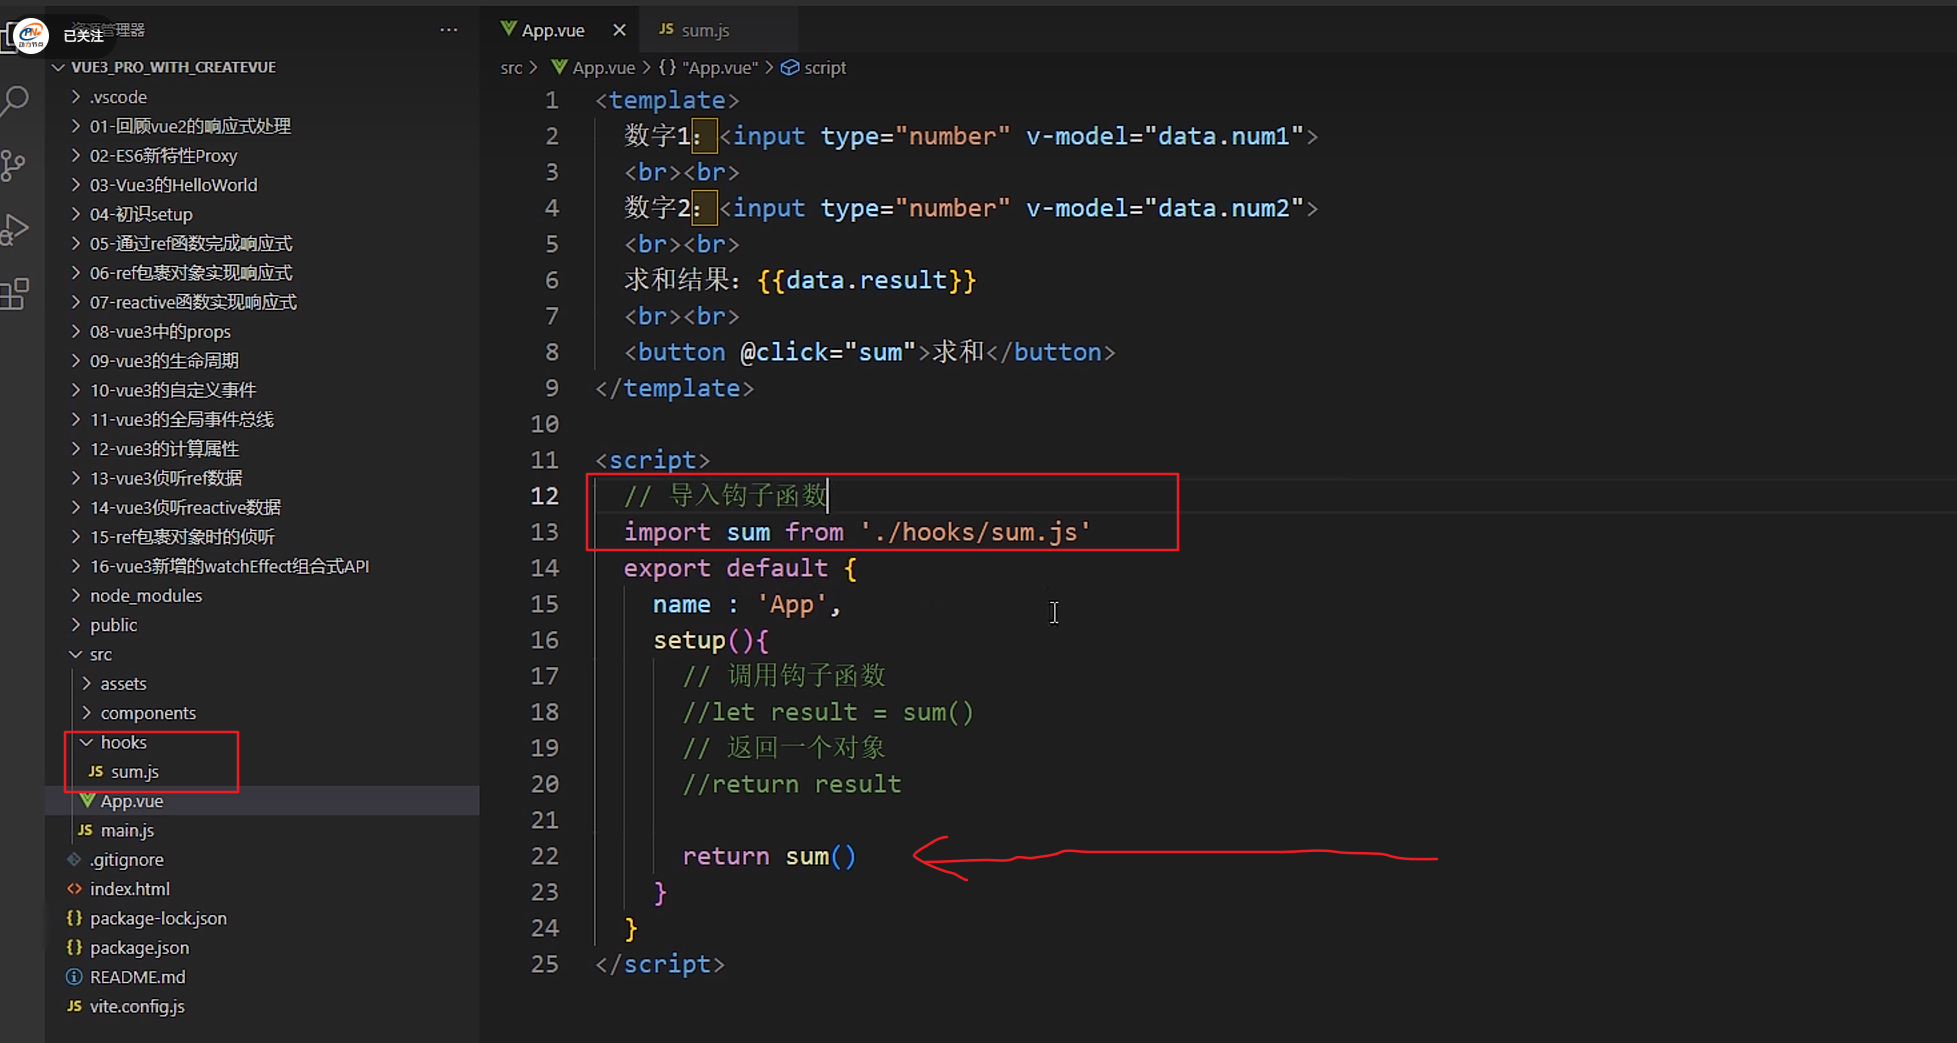 动力节点
已关注
资源管理器
···
VUE3_PRO_WITH_CREATEVUE
.vscode
01-回顾vue2的响应式处理
02-ES6新特性Proxy
03-Vue3的HelloWorld
04-初识setup
05-通过ref函数完成响应式
06-ref包裹对象实现响应式
07-reactive函数实现响应式
08-vue3中的props
09-vue3的生命周期
10-vue3的自定义事件
11-vue3的全局事件总线
12-vue3的计算属性
13-vue3侦听ref数据
14-vue3侦听reactive数据
15-ref包裹对象时的侦听
16-vue3新增的watchEffect组合式API
node_modules
public
src
assets
components
hooks
JS sum.js
App.vue
JS main.js
.gitignore
<> index.html
{} package-lock.json
{} package.json
README.md
JS vite.config.js
App.vue
JS sum.js
src > App.vue > {} "App.vue" > script
1 <template>
2 数字1：<input type="number" v-model="data.num1">
3 <br><br>
4 数字2：<input type="number" v-model="data.num2">
5 <br><br>
6 求和结果：{{data.result}}
7 <br><br>
8 <button @click="sum">求和</button>
9 </template>
10
11 <script>
12 // 导入钩子函数
13 import sum from './hooks/sum.js'
14 export default {
15 name : 'App',
16 setup(){
17 // 调用钩子函数
18 //let result = sum()
19 // 返回一个对象
20 //return result
21
22 return sum()
23 }
24 }
25 </script>